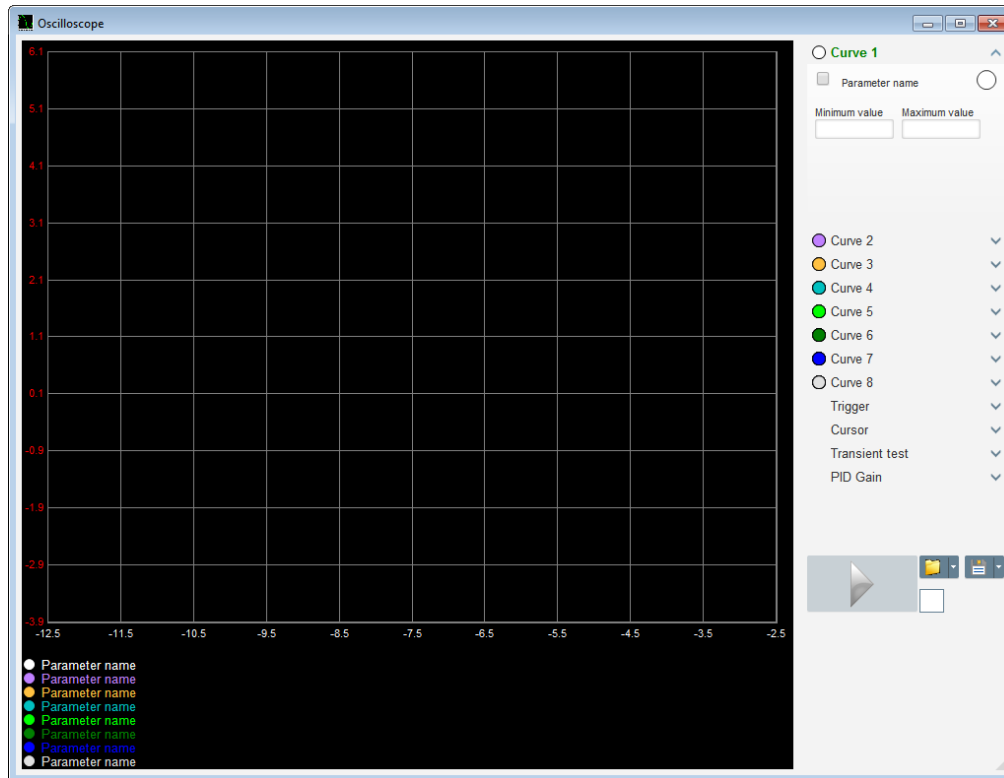 Oscilloscope
6.1
5.1
4.1
3.1
2.1
1.1
0.1
-0.9
-1.9
-2.9
-3.9
-12.5 -11.5 -10.5 -9.5 -8.5 -7.5 -6.5 -5.5 -4.5 -3.5 -2.5
Parameter name
Parameter name
Parameter name
Parameter name
Parameter name
Parameter name
Parameter name
Parameter name
Curve 1
Parameter name
Minimum value Maximum value
Curve 2
Curve 3
Curve 4
Curve 5
Curve 6
Curve 7
Curve 8
Trigger
Cursor
Transient test
PID Gain